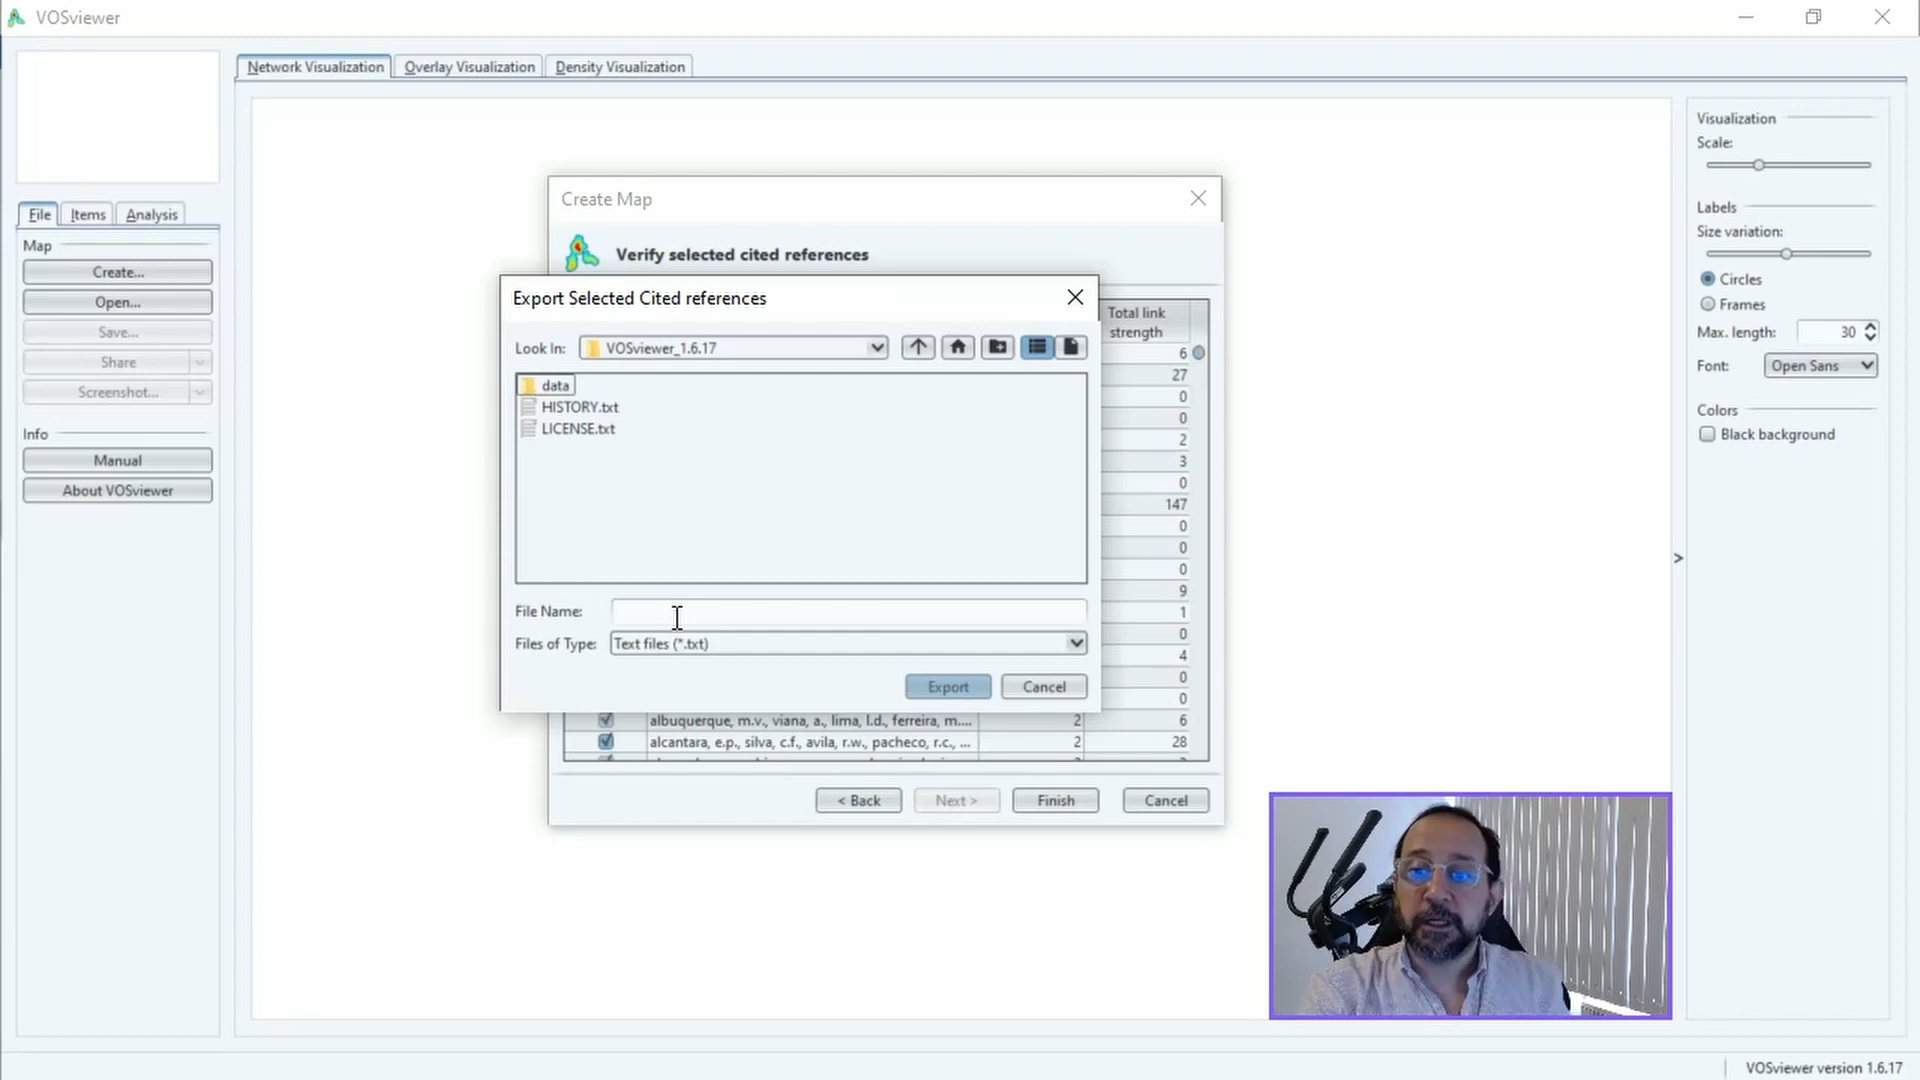 VOSviewer
Network Visualization
Overlay Visualization
Density Visualization
File
Items
Analysis
Map
Create...
Open...
Save...
Share
Screenshot...
Info
Manual
About VOSviewer
Create Map
Verify selected cited references
Export Selected Cited references
Look In:
VOSviewer_1.6.17
data
HISTORY.txt
LICENSE.txt
File Name:
Files of Type:
Text files (*.txt)
Export
Cancel
Total link
strength
6
27
0
0
2
3
0
147
0
0
0
9
1
0
4
0
0
albuquerque, m.v., viana, a., lima, l.d., ferreira, m.... 2 6
alcantara, e.p., silva, c.f., avila, r.w., pacheco, r.c., ... 2 28
< Back
Next >
Finish
Cancel
Visualization
Scale:
Labels
Size variation:
Circles
Frames
Max. length: 30
Font: Open Sans
Colors
Black background
>
VOSviewer version 1.6.17